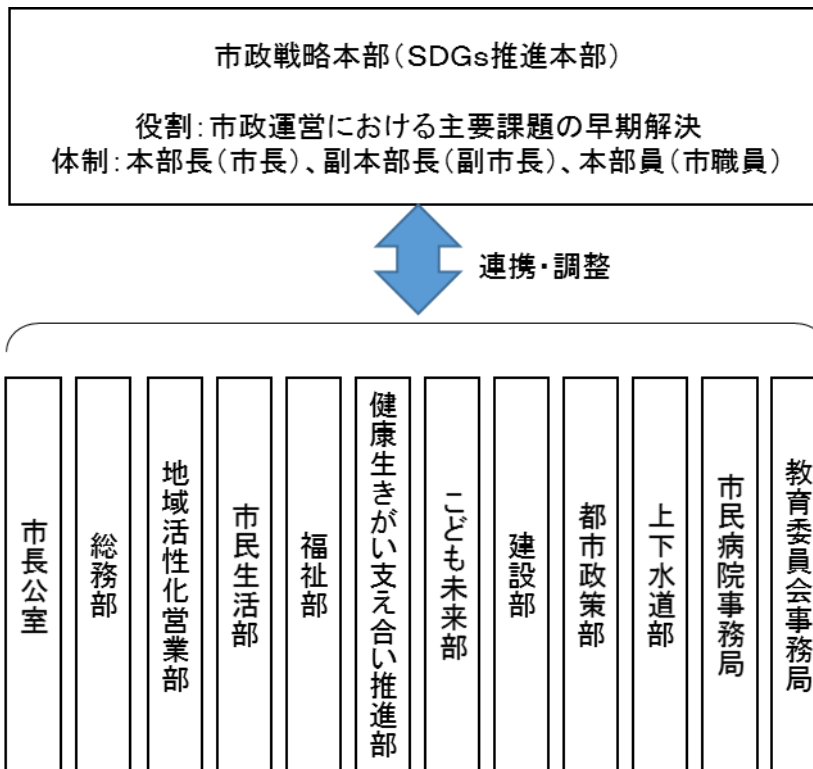 市政戦略本部（SDGs推進本部）
役割：市政運営における主要課題の早期解決
体制：本部長（市長）、副本部長（副市長）、本部員（市職員）
連携・調整
市長公室
総務部
地域活性化営業部
市民生活部
福祉部
健康生きがい支え合い推進部
こども未来部
建設部
都市政策部
上下水道部
市民病院事務局
教育委員会事務局